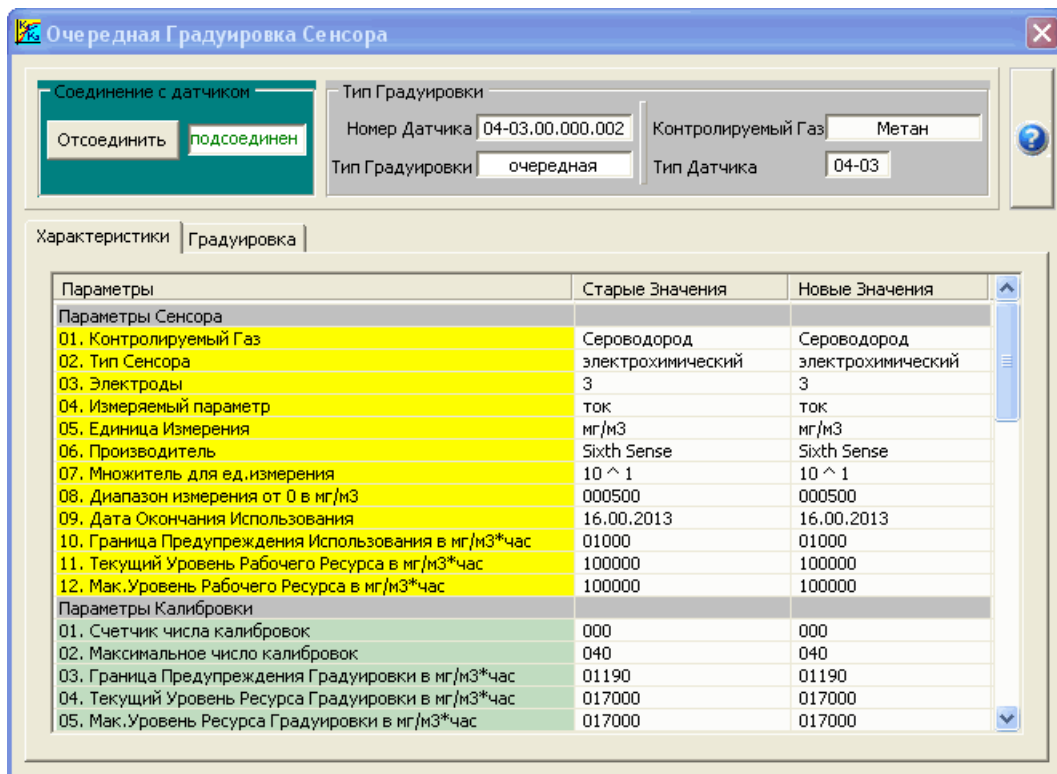 Очередная Градуировка Сенсора
Соединение с датчиком
Отсоединить подсоединен
Тип Градуировки
Номер Датчика 04-03.00.000.002 Контролируемый Газ Метан
Тип Градуировки очередная Тип Датчика 04-03
Характеристики Градуировка
Параметры Старые Значения Новые Значения
Параметры Сенсора
01. Контролируемый Газ Сероводород Сероводород
02. Тип Сенсора электрохимический электрохимический
03. Электроды 3 3
04. Измеряемый параметр ток ток
05. Единица Измерения мг/м3 мг/м3
06. Производитель Sixth Sense Sixth Sense
07. Множитель для ед.измерения 10 ^ 1 10 ^ 1
08. Диапазон измерения от 0 в мг/м3 000500 000500
09. Дата Окончания Использования 16.00.2013 16.00.2013
10. Граница Предупреждения Использования в мг/м3*час 01000 01000
11. Текущий Уровень Рабочего Ресурса в мг/м3*час 100000 100000
12. Мак.Уровень Рабочего Ресурса в мг/м3*час 100000 100000
Параметры Калибровки
01. Счетчик числа калибровок 000 000
02. Максимальное число калибровок 040 040
03. Граница Предупреждения Градуировки в мг/м3*час 01190 01190
04. Текущий Уровень Ресурса Градуировки в мг/м3*час 017000 017000
05. Мак.Уровень Ресурса Градуировки в мг/м3*час 017000 017000